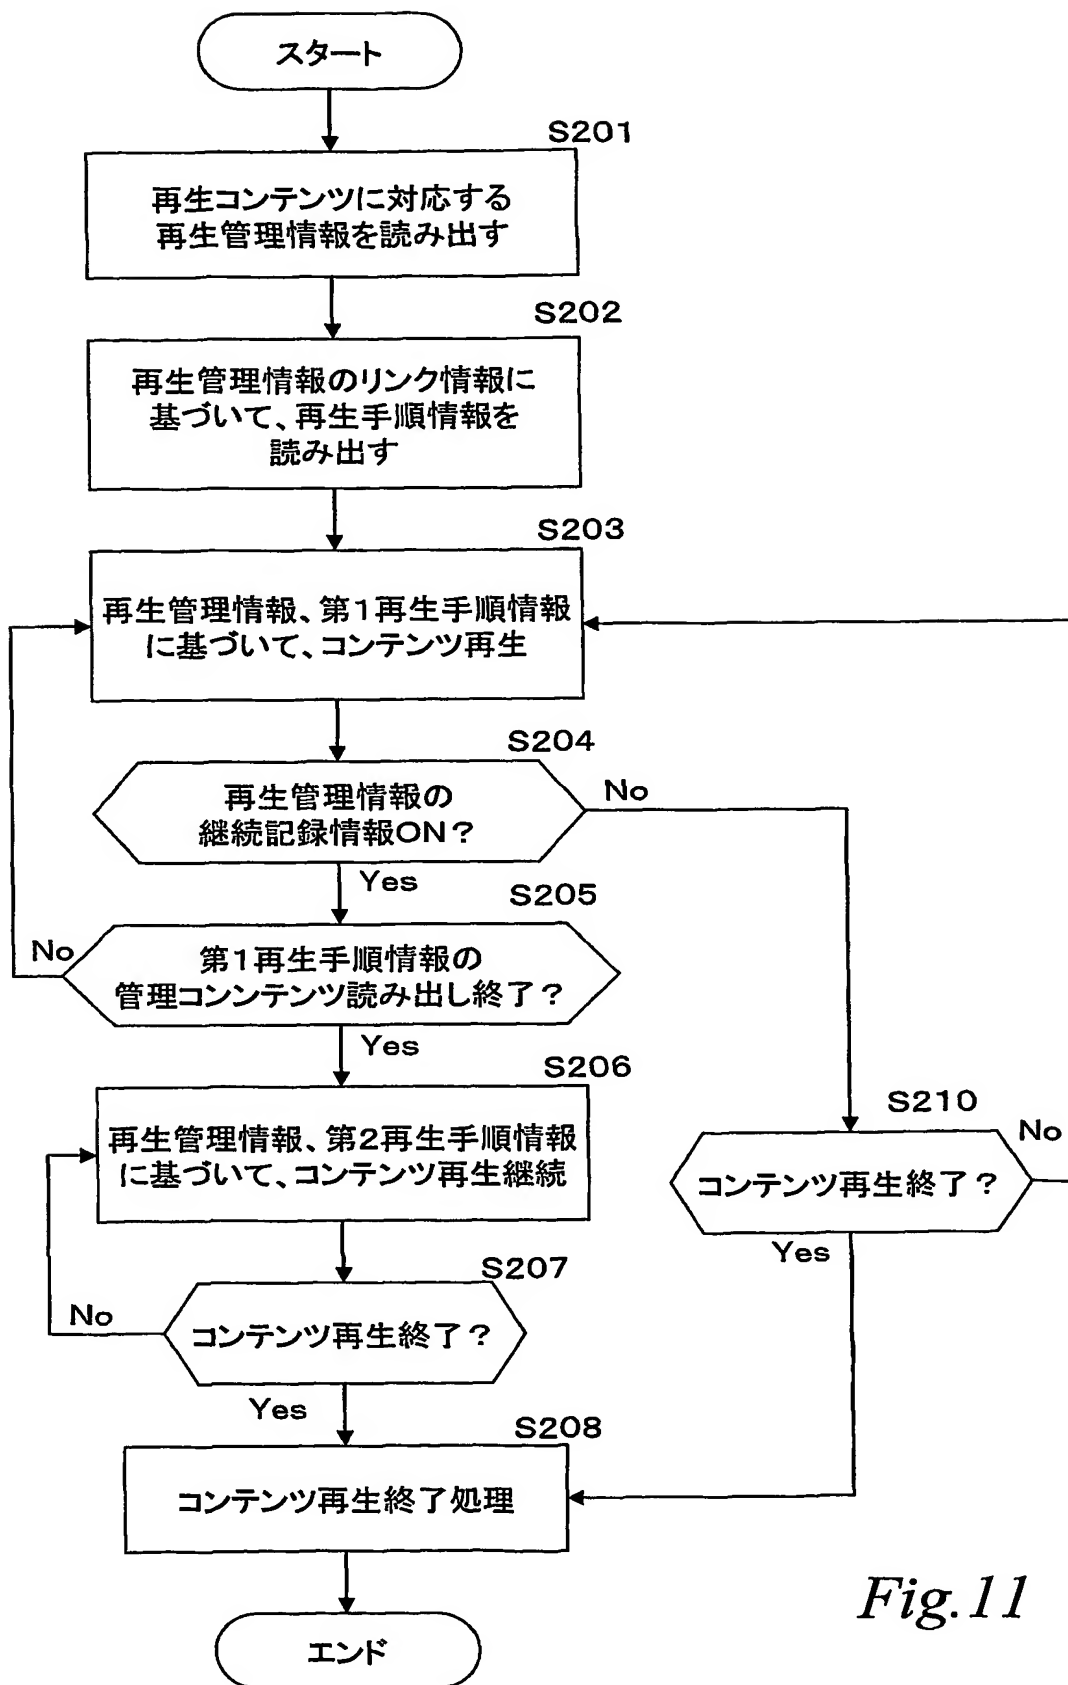 スタート
S201
再生コンテンツに対応する
再生管理情報を読み出す
S202
再生管理情報のリンク情報に
基づいて、再生手順情報を
読み出す
S203
再生管理情報、第1再生手順情報
に基づいて、コンテンツ再生
S204
再生管理情報の
継続記録情報ON？
No
Yes
S205
第1再生手順情報の
管理コンンテンツ読み出し終了？
No
Yes
S206
再生管理情報、第2再生手順情報
に基づいて、コンテンツ再生継続
S210
コンテンツ再生終了？
No
Yes
S207
コンテンツ再生終了？
No
Yes
S208
コンテンツ再生終了処理
エンド
Fig.11